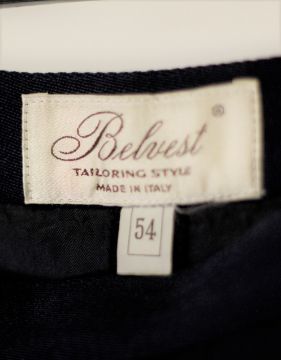 Belvest®
TAILORING STYLE
MADE IN ITALY
54